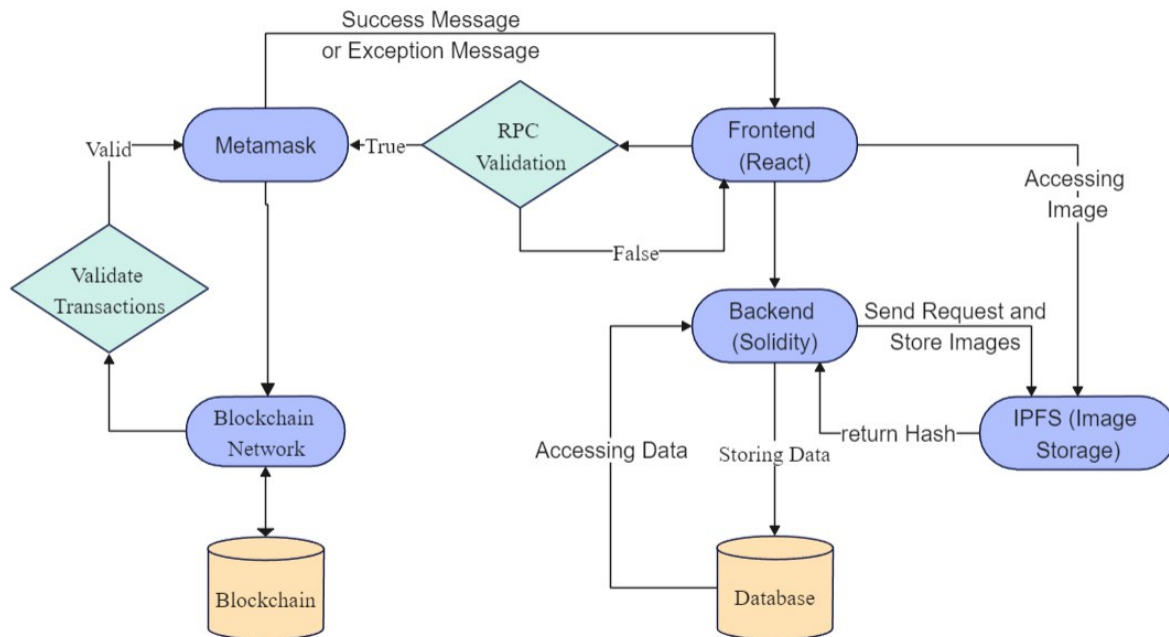 Success Message
or Exception Message
Metamask
RPC
Validation
Frontend
(React)
Valid
True
False
Accessing
Image
Validate
Transactions
Backend
(Solidity)
Send Request and
Store Images
Blockchain
Network
Accessing Data
Storing Data
return Hash
IPFS (Image
Storage)
Blockchain
Database